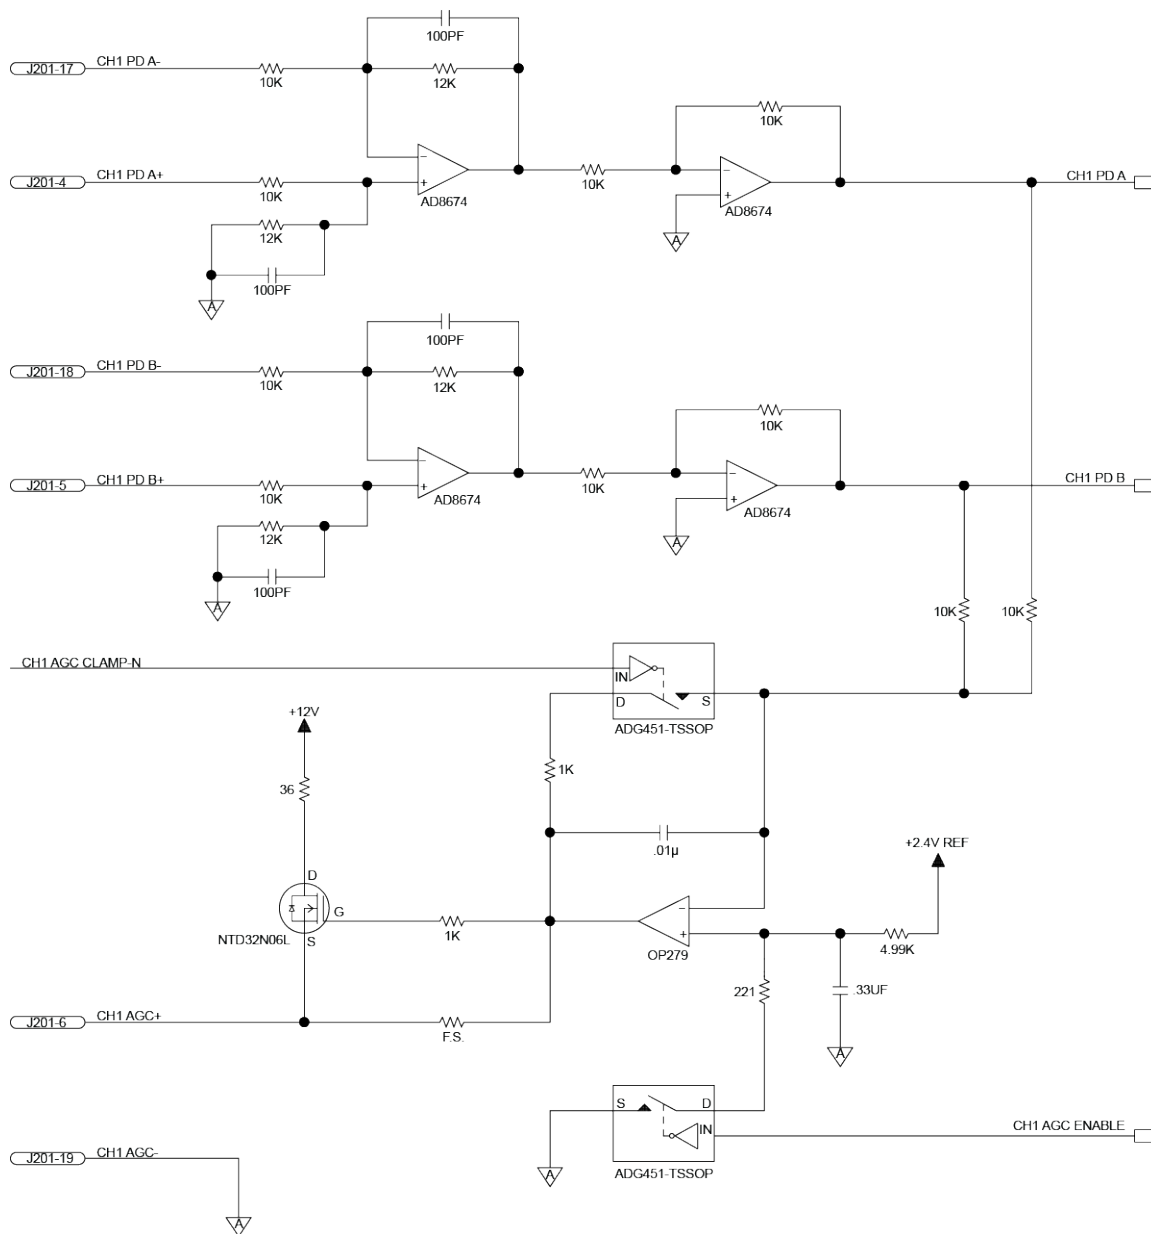 100PF
J201-17 CH1 PD A-
10K
12K
10K
J201-4 CH1 PD A+
-
+
10K
AD8674
10K
-
+
AD8674
CH1 PD A
12K
A
100PF
A
100PF
J201-18 CH1 PD B-
10K
12K
10K
J201-5 CH1 PD B+
-
+
10K
AD8674
10K
-
+
AD8674
CH1 PD B
12K
A
100PF
A
10K
10K
CH1 AGC CLAMP-N
IN
D
S
ADG451-TSSOP
+12V
36
1K
.01µ
+2.4V REF
D
G
S
NTD32N06L
1K
-
+
OP279
4.99K
221
.33UF
J201-6 CH1 AGC+
F.S.
A
S
D
IN
CH1 AGC ENABLE
ADG451-TSSOP
A
J201-19 CH1 AGC-
A